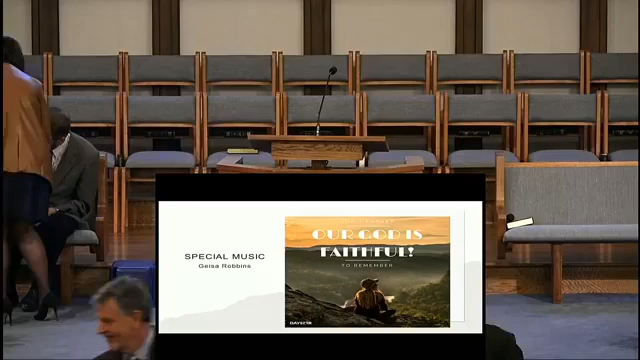 SPECIAL MUSIC
Geisa Robbins
OUR GOD IS
FAITHFUL!
TO REMEMBER